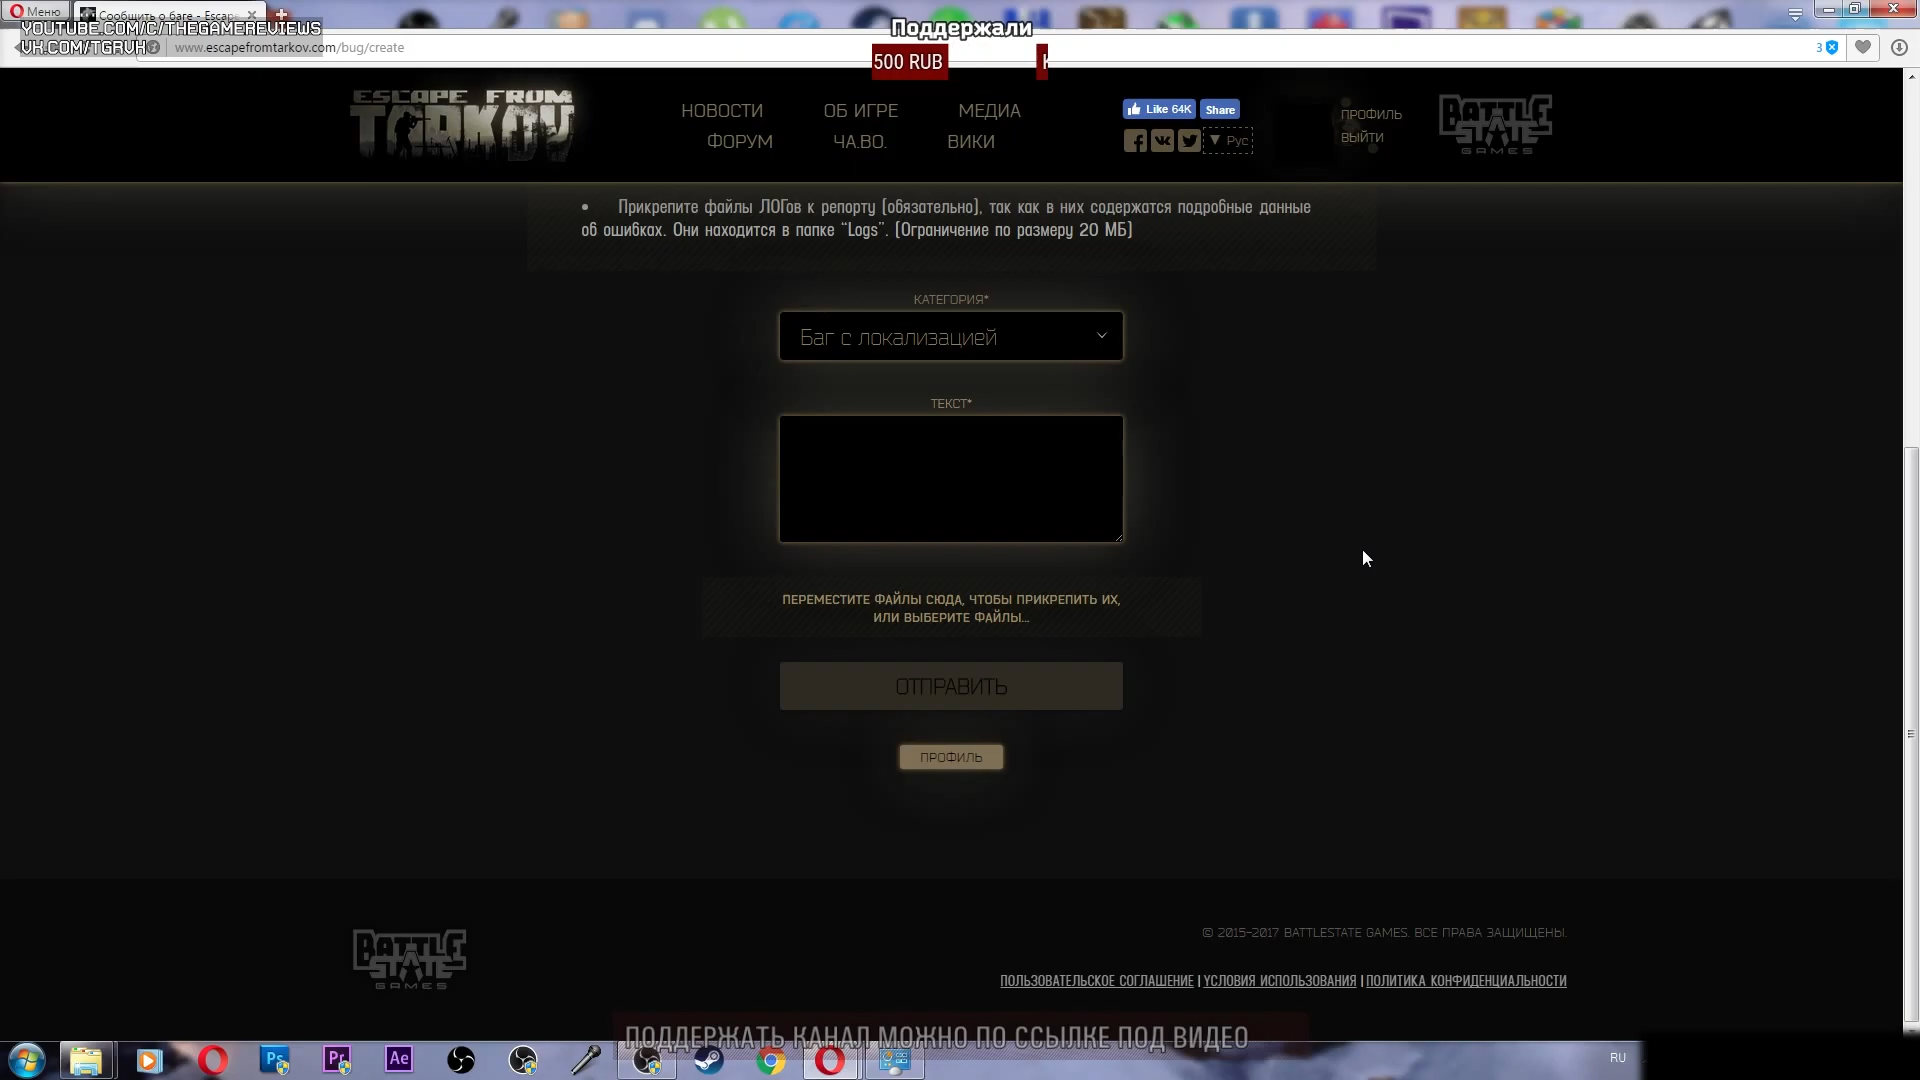 Меню
Сообщить о баге - Escap
YOUTUBE.COM/C/THEGAMEREVIEWS
VK.COM/TGRVK
www.escapefromtarkov.com/bug/create
3
Поддержали
500 RUB
ESCAPE FROM
TARKOV
НОВОСТИ
ОБ ИГРЕ
МЕДИА
ФОРУМ
ЧА.ВО.
ВИКИ
Like 64K
Share
Рус
ПРОФИЛЬ
ВЫЙТИ
BATTLE
STATE
GAMES
• Прикрепите файлы ЛОГов к репорту (обязательно), так как в них содержатся подробные данные
об ошибках. Они находится в папке “Logs”. (Ограничение по размеру 20 МБ)
КАТЕГОРИЯ*
Баг с локализацией
ТЕКСТ*
ПЕРЕМЕСТИТЕ ФАЙЛЫ СЮДА, ЧТОБЫ ПРИКРЕПИТЬ ИХ,
ИЛИ ВЫБЕРИТЕ ФАЙЛЫ...
ОТПРАВИТЬ
ПРОФИЛЬ
BATTLE
STATE
GAMES
© 2015-2017 BATTLESTATE GAMES. ВСЕ ПРАВА ЗАЩИЩЕНЫ.
ПОЛЬЗОВАТЕЛЬСКОЕ СОГЛАШЕНИЕ | УСЛОВИЯ ИСПОЛЬЗОВАНИЯ | ПОЛИТИКА КОНФИДЕНЦИАЛЬНОСТИ
ПОДДЕРЖАТЬ КАНАЛ МОЖНО ПО ССЫЛКЕ ПОД ВИДЕО
Ps
Pr
Ae
RU